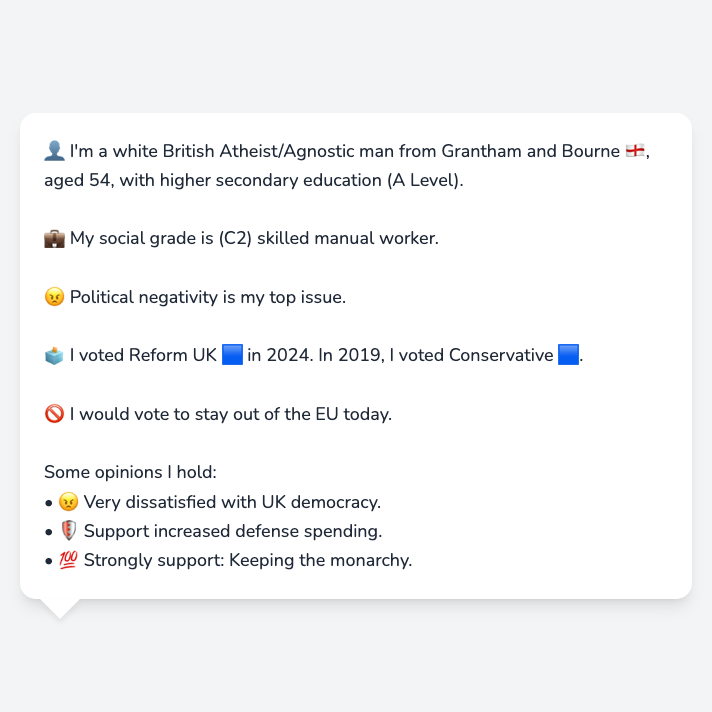 👤 I'm a white British Atheist/Agnostic man from Grantham and Bourne 🏴󠁧󠁢󠁥󠁮󠁧󠁿,
aged 54, with higher secondary education (A Level).
💼 My social grade is (C2) skilled manual worker.
😠 Political negativity is my top issue.
🗳️ I voted Reform UK 🟦 in 2024. In 2019, I voted Conservative 🟦.
🚫 I would vote to stay out of the EU today.
Some opinions I hold:
• 😠 Very dissatisfied with UK democracy.
• 🛡️ Support increased defense spending.
• 💯 Strongly support: Keeping the monarchy.